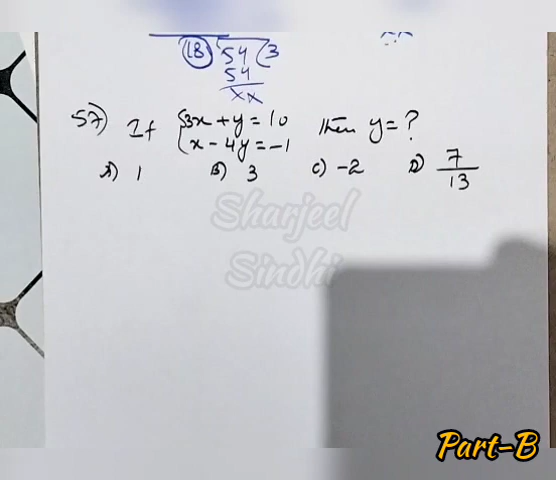 18) 54 (3
54
xx
57) If {3x + y = 10
{x - 4y = -1 then y = ?
A) 1 B) 3 C) -2 D) 7/13
Sharjeel
Sindhi
Part-B